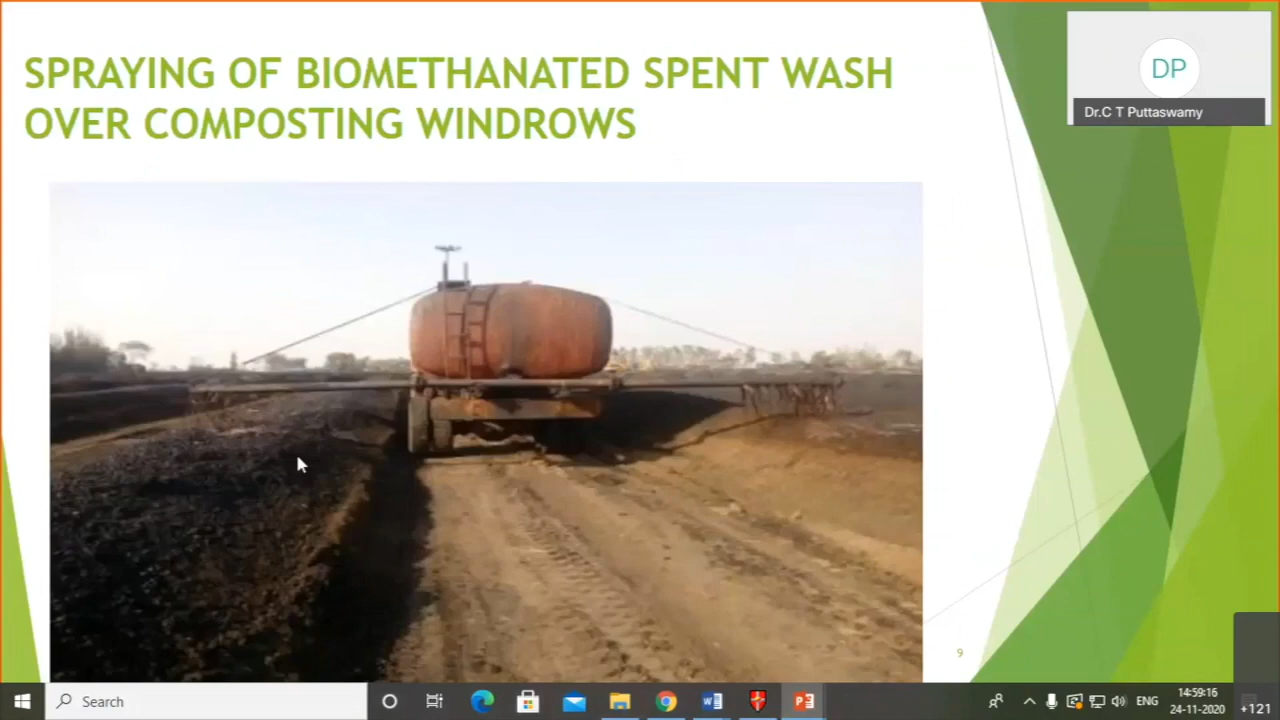 SPRAYING OF BIOMETHANATED SPENT WASH
OVER COMPOSTING WINDROWS
DP
Dr.C T Puttaswamy
9
Search
ENG
14:59:16
24-11-2020
+121